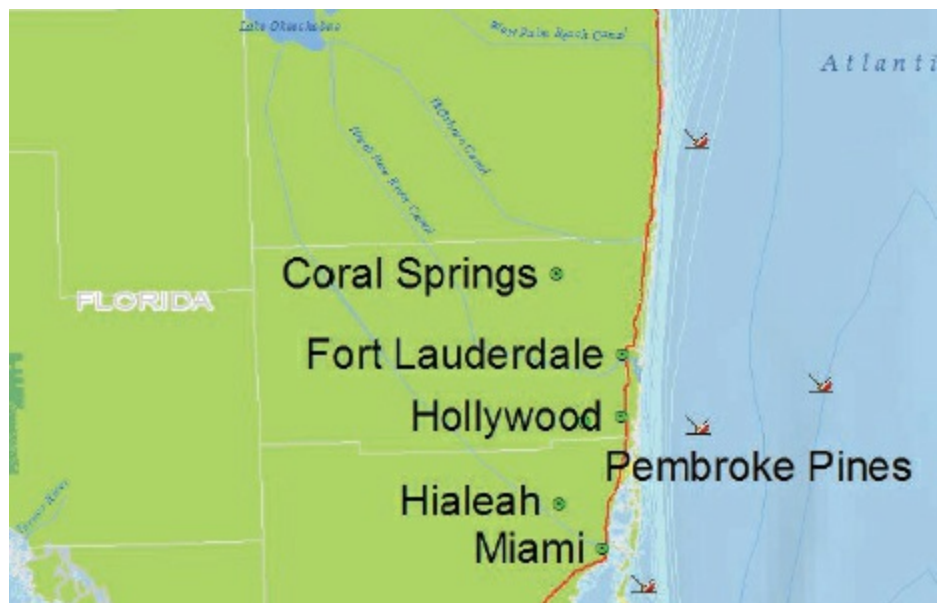 Lake Okeechobee
West Palm Beach Canal
Atlanti
Hillsboro Canal
North New River Canal
Coral Springs
FLORIDA
Fort Lauderdale
Hollywood
Pembroke Pines
Hialeah
Miami